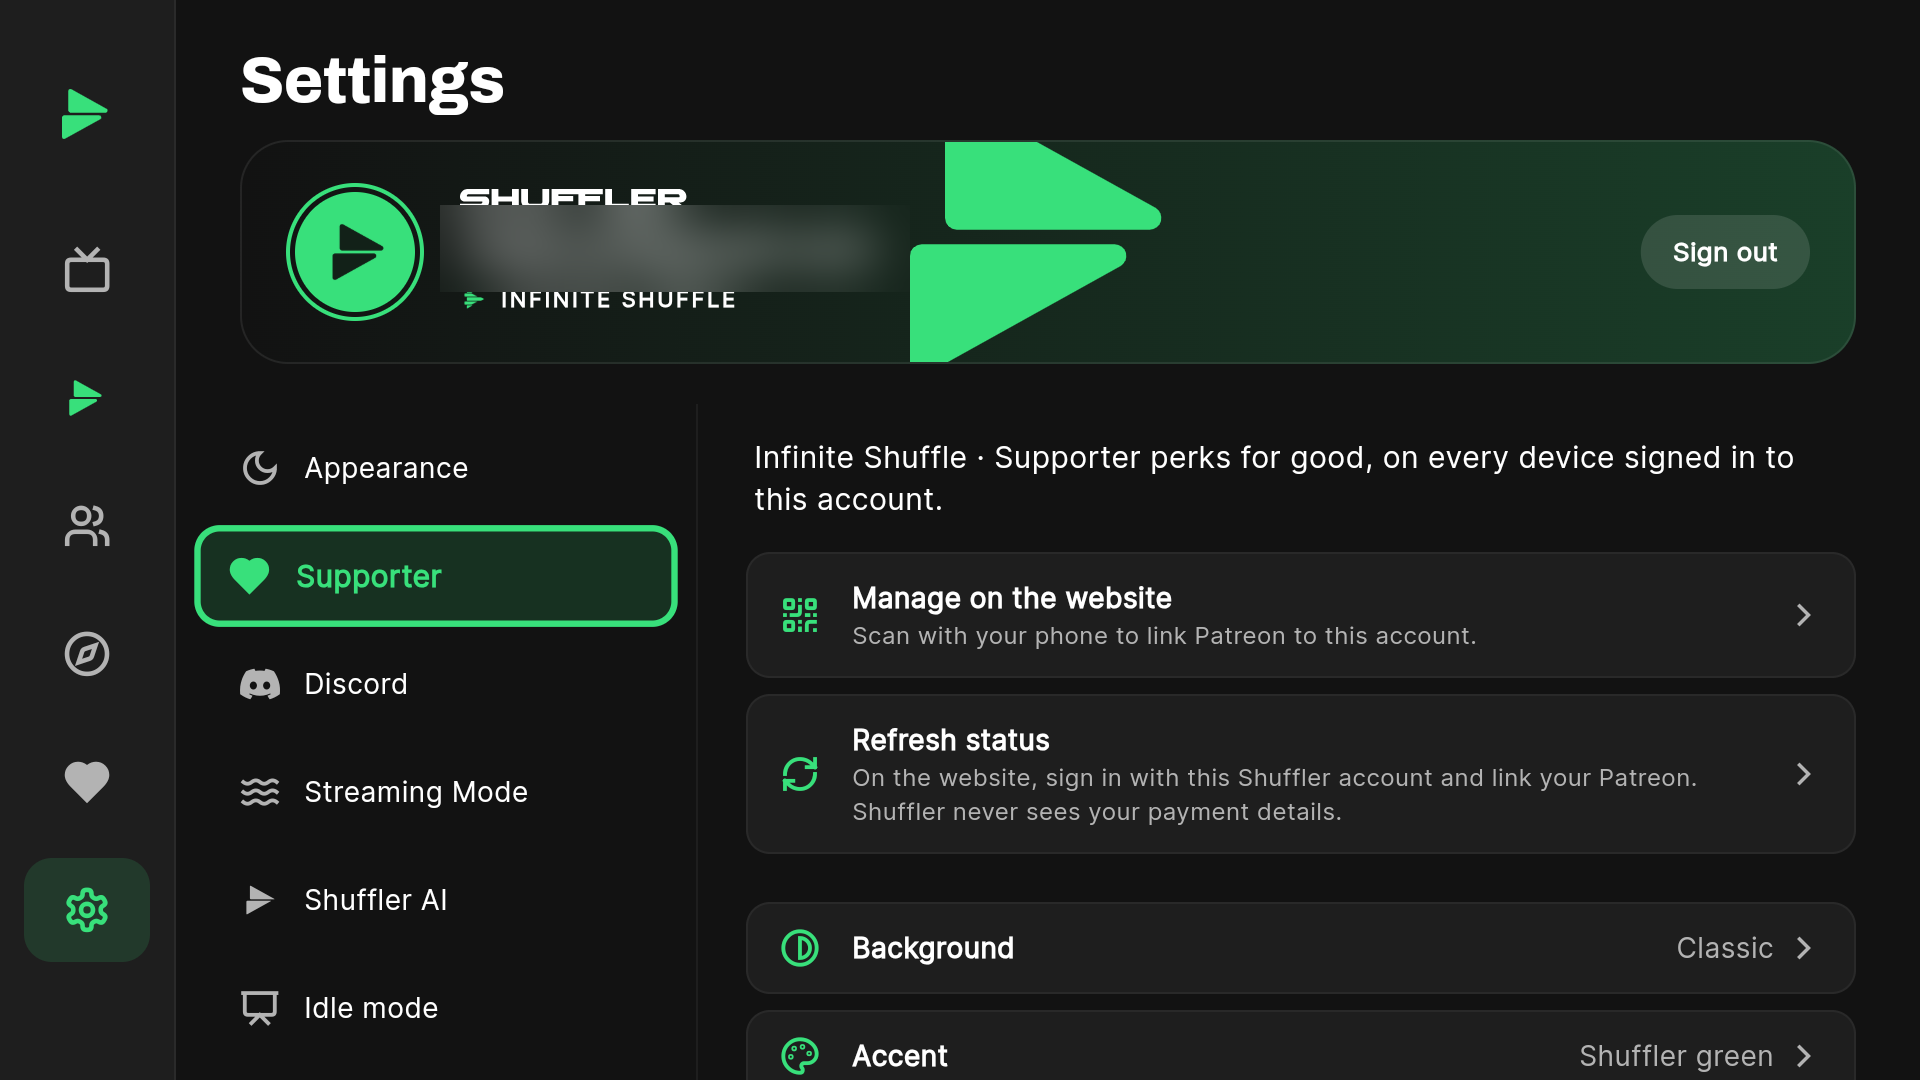 Settings
SHUFFLER
INFINITE SHUFFLE
Sign out
Appearance
Supporter
Discord
Streaming Mode
Shuffler AI
Idle mode
Infinite Shuffle · Supporter perks for good, on every device signed in to
this account.
Manage on the website
Scan with your phone to link Patreon to this account.
Refresh status
On the website, sign in with this Shuffler account and link your Patreon.
Shuffler never sees your payment details.
Background
Classic
Accent
Shuffler green